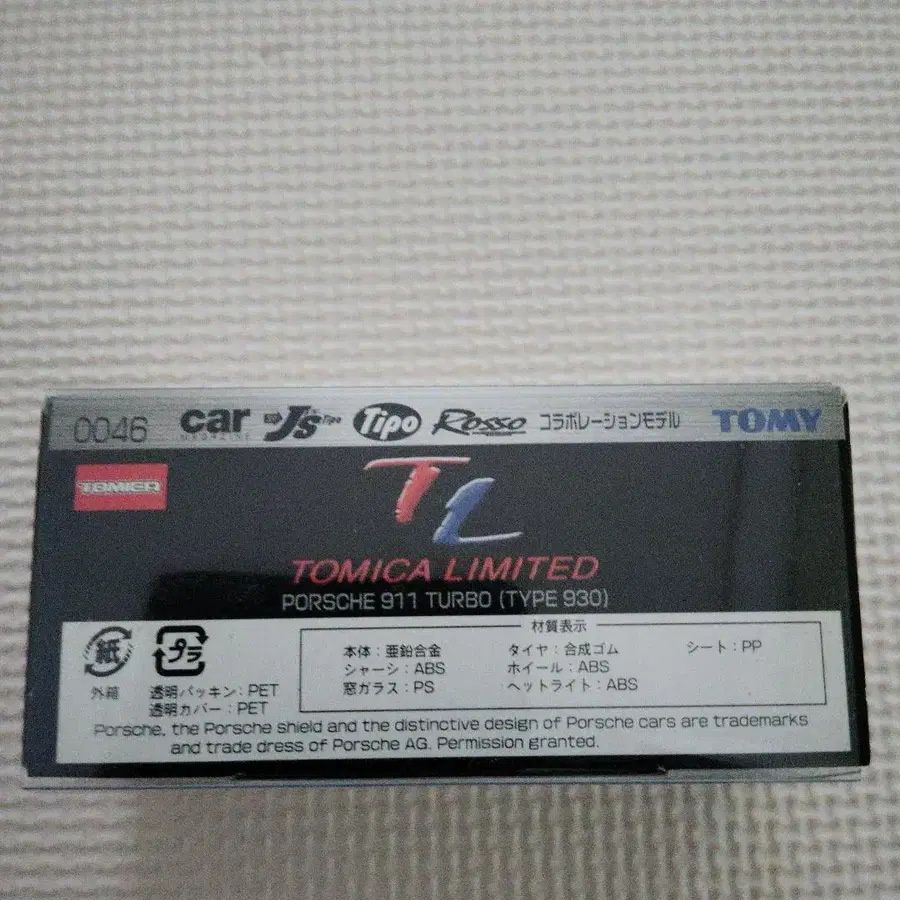 0046 car MAGAZINE J's Tipo Tipo Rosso コラボレーションモデル TOMY
TOMICA
TL
TOMICA LIMITED
PORSCHE 911 TURBO (TYPE 930)
材質表示
紙
外箱
プラ
透明パッキン:PET
透明カバー:PET
本体:亜鉛合金 タイヤ:合成ゴム シート:PP
シャーシ:ABS ホイール:ABS
窓ガラス:PS ヘットライト:ABS
Porsche, the Porsche shield and the distinctive design of Porsche cars are trademarks
and trade dress of Porsche AG. Permission granted.